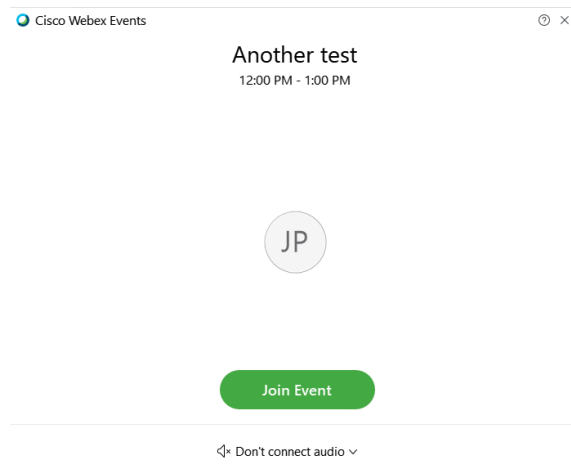 Cisco Webex Events
Another test
12:00 PM - 1:00 PM
JP
Join Event
Don't connect audio